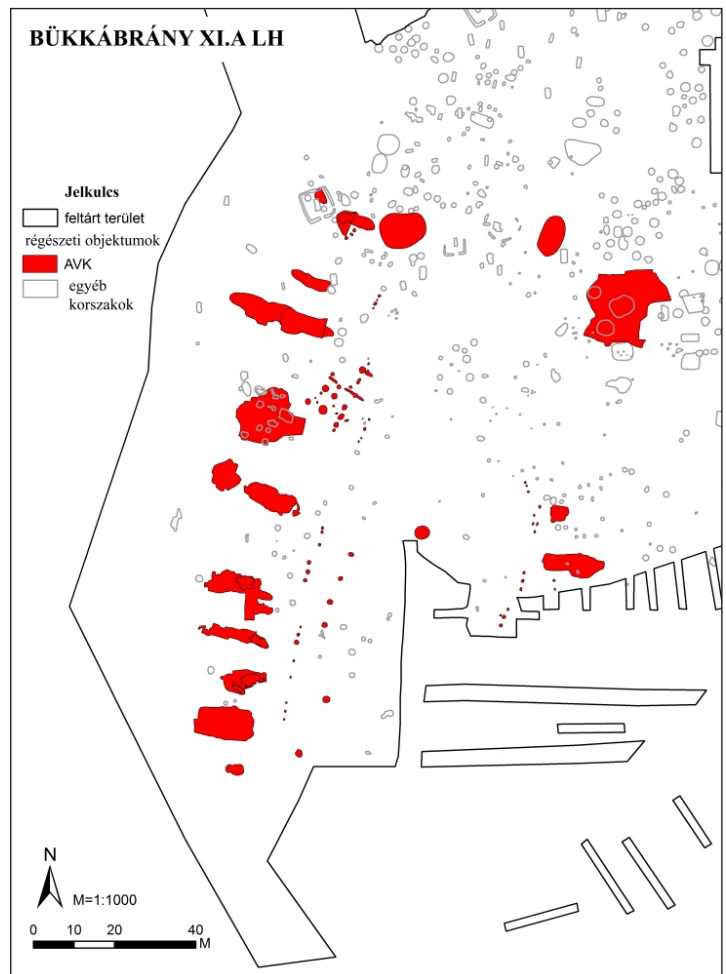 BÜKKÁBRÁNY XI.A LH
Jelkulcs
feltárt terület
régészeti objektumok
AVK
egyéb
korszakok
N
M=1:1000
0 10 20 40
M